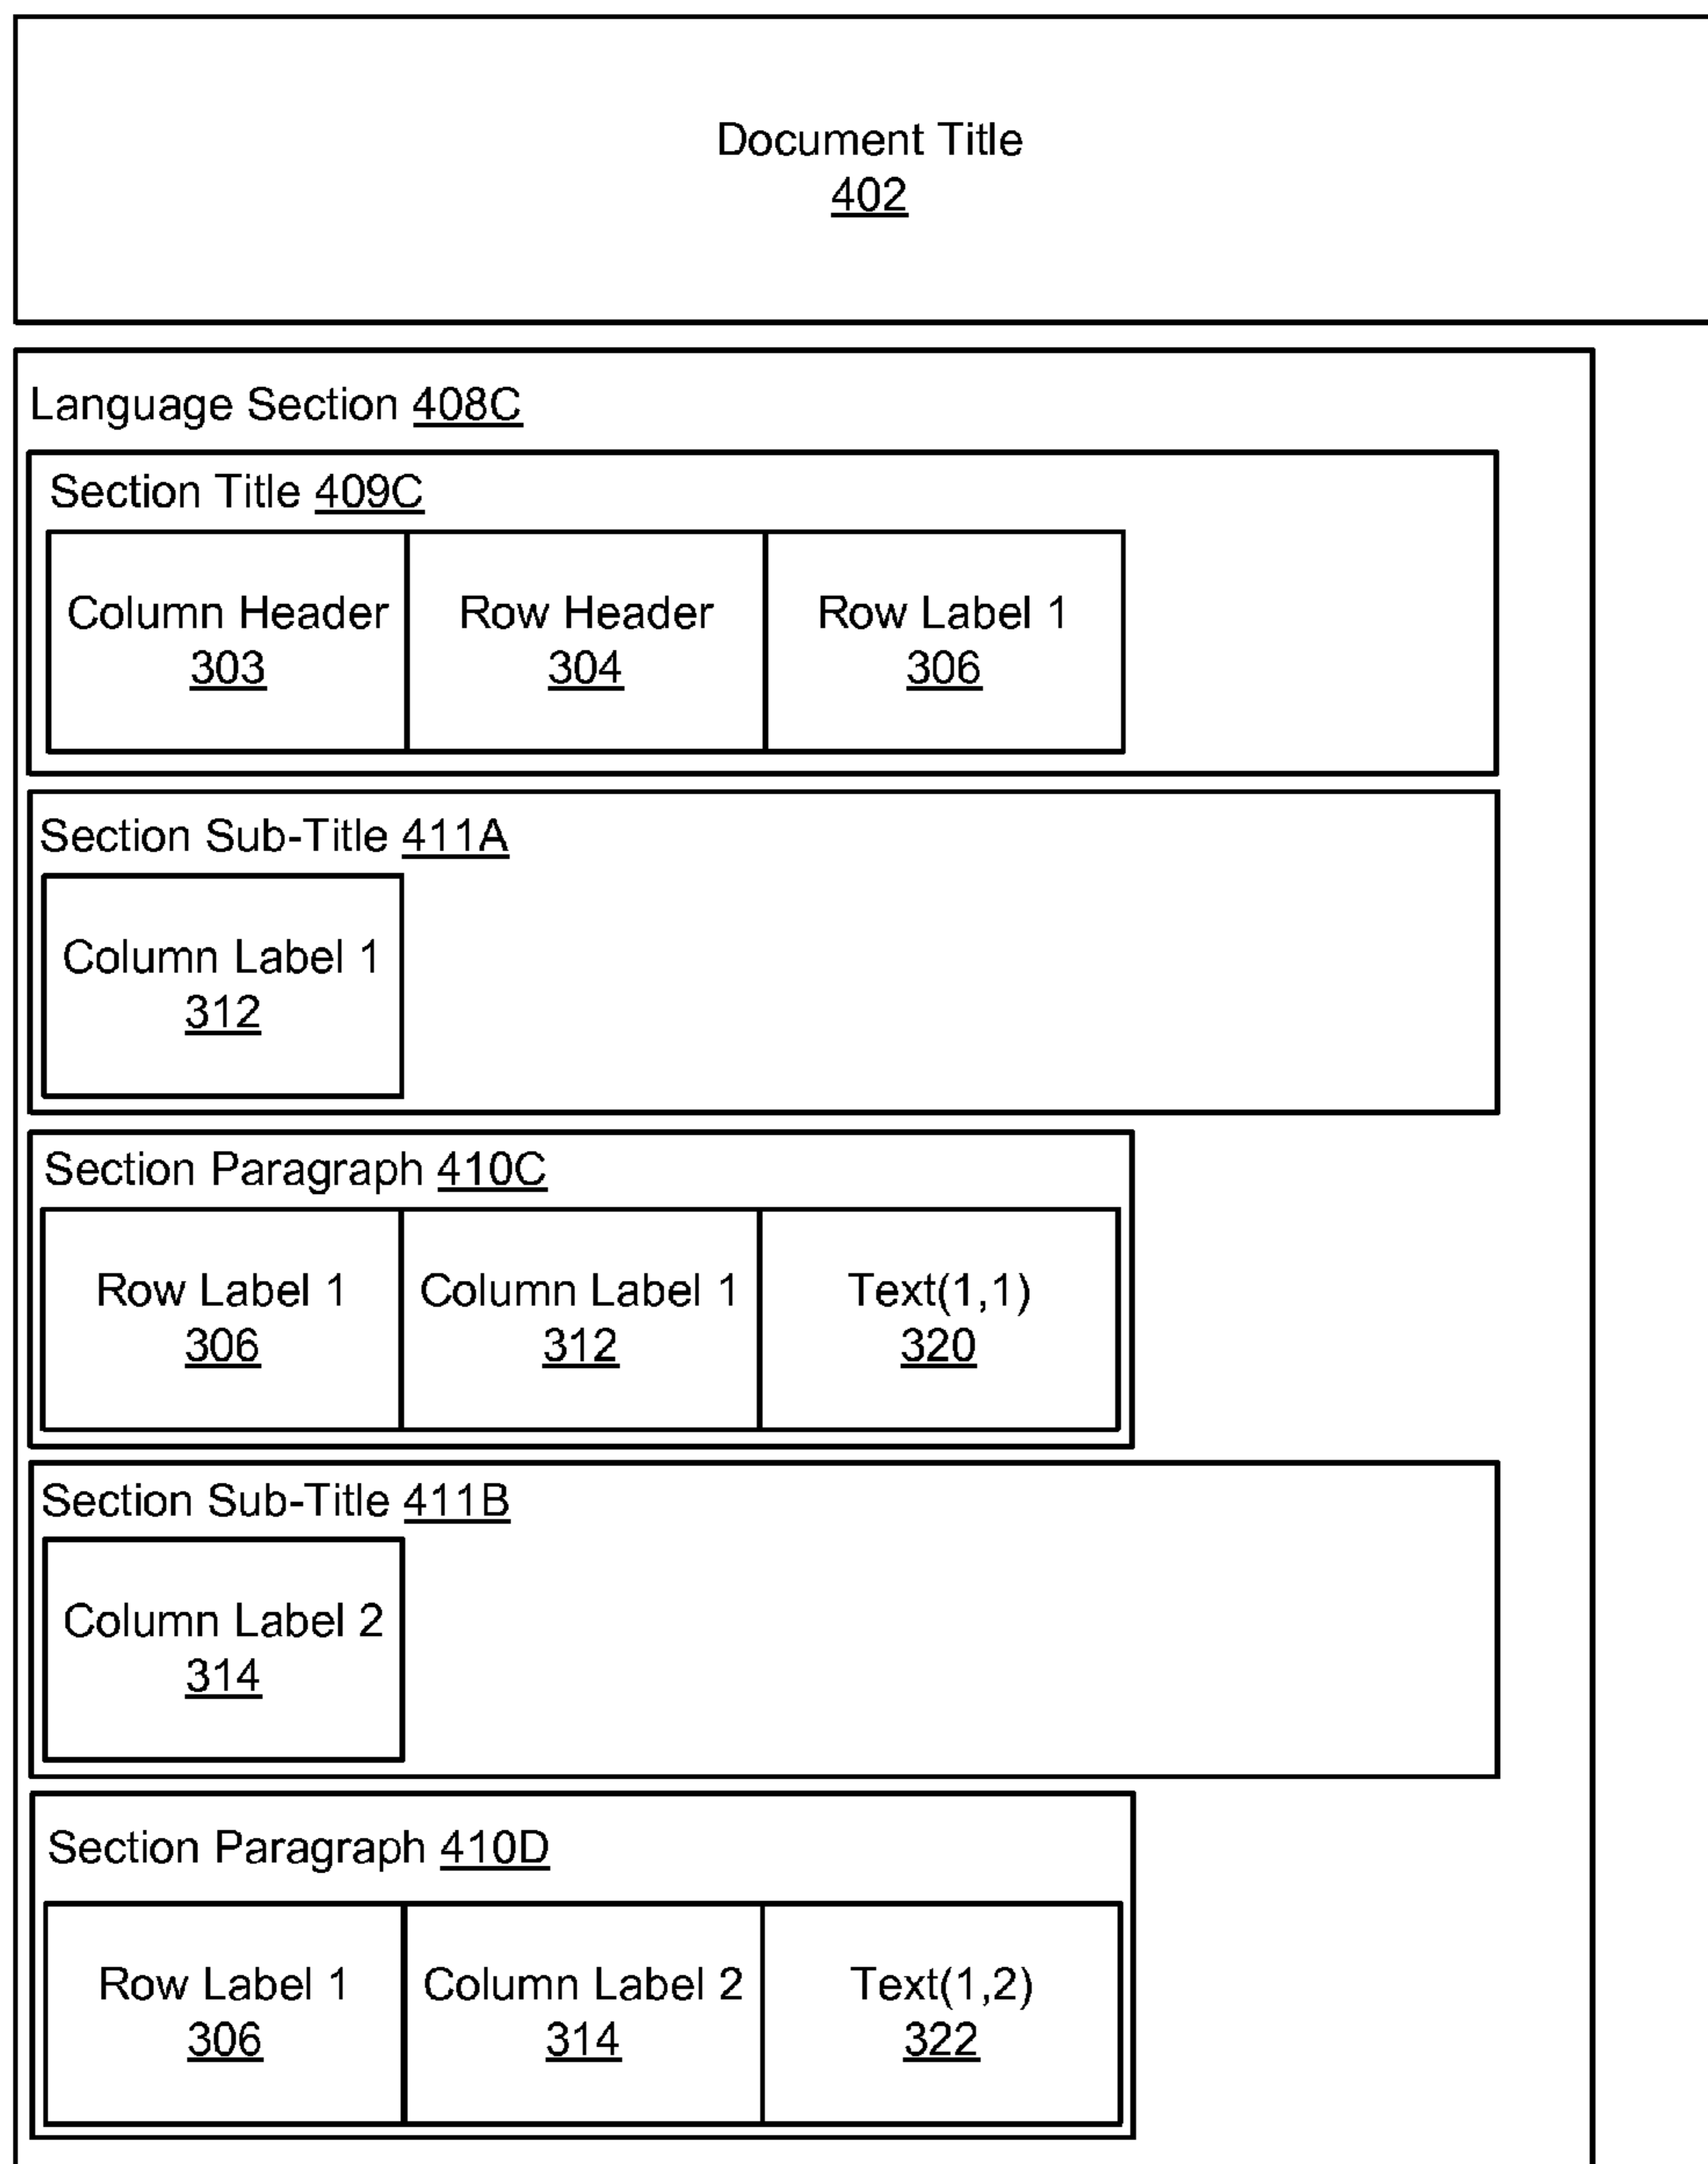 Document Title
402
Language Section 408C
Section Title 409C
Column Header Row Header Row Label 1
303 304 306
Section Sub-Title 411A
Column Label 1
312
Section Paragraph 410C
Row Label 1 Column Label 1 Text(1,1)
306 312 320
Section Sub-Title 411B
Column Label 2
314
Section Paragraph 410D
Row Label 1 Column Label 2 Text(1,2)
306 314 322